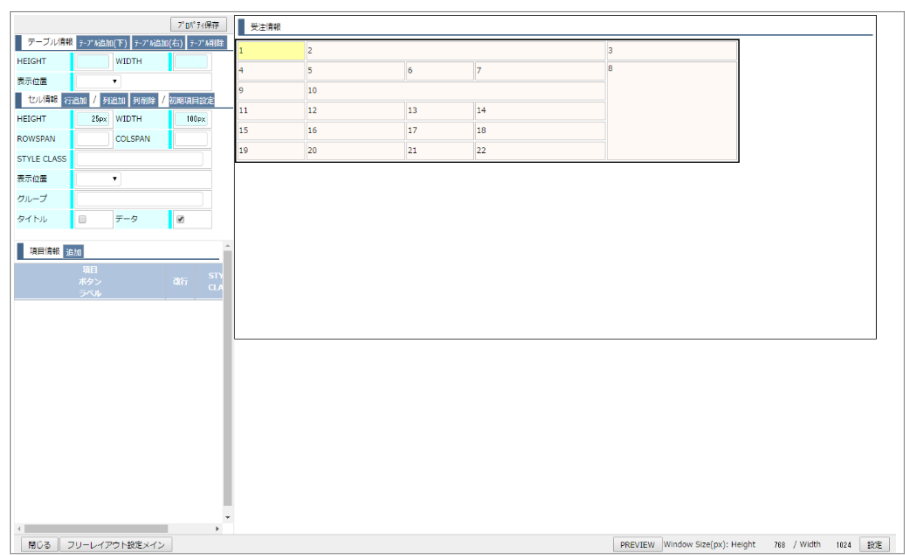 ﾌﾟﾛﾊﾟﾃｨ保存
テーブル情報 ﾃｰﾌﾞﾙ追加(下) ﾃｰﾌﾞﾙ追加(右) ﾃｰﾌﾞﾙ削除
HEIGHT WIDTH
表示位置
セル情報 行追加 / 列追加 列削除 / 初期項目設定
HEIGHT 25px WIDTH 100px
ROWSPAN COLSPAN
STYLE CLASS
表示位置
グループ
タイトル データ
項目情報 追加
項目
ボタン
ラベル
改行
STY
CLA
受注情報
1 2 3
4 5 6 7 8
9 10
11 12 13 14
15 16 17 18
19 20 21 22
閉じる フリーレイアウト設定メイン PREVIEW Window Size(px): Height 768 / Width 1024 設定